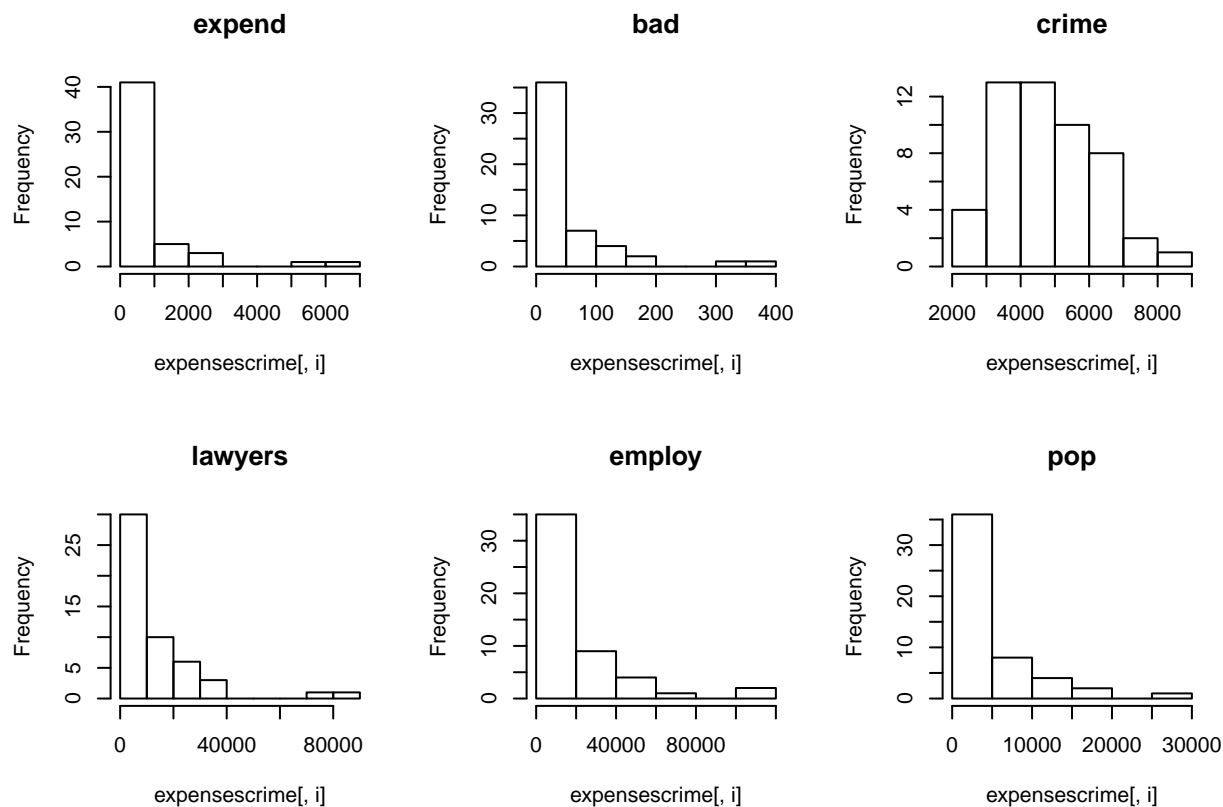 expend
bad
crime
Frequency
0 10 20 30 40
0 2000 4000 6000
expensescrime[, i]
Frequency
0 10 30
0 100 200 300 400
expensescrime[, i]
Frequency
0 4 8 12
2000 4000 6000 8000
expensescrime[, i]
lawyers
employ
pop
Frequency
0 5 15 25
0 40000 80000
expensescrime[, i]
Frequency
0 10 30
0 40000 80000
expensescrime[, i]
Frequency
0 10 30
0 10000 20000 30000
expensescrime[, i]